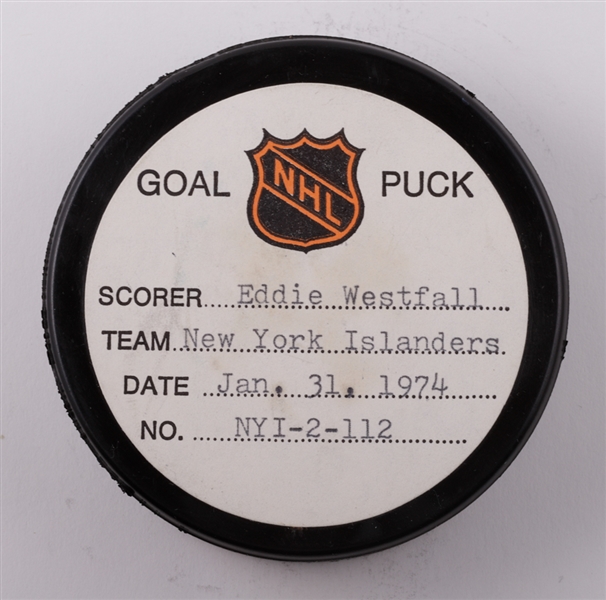 GOAL NHL PUCK
SCORER Eddie Westfall
TEAM New York Islanders
DATE Jan. 31, 1974
NO. NYI-2-112